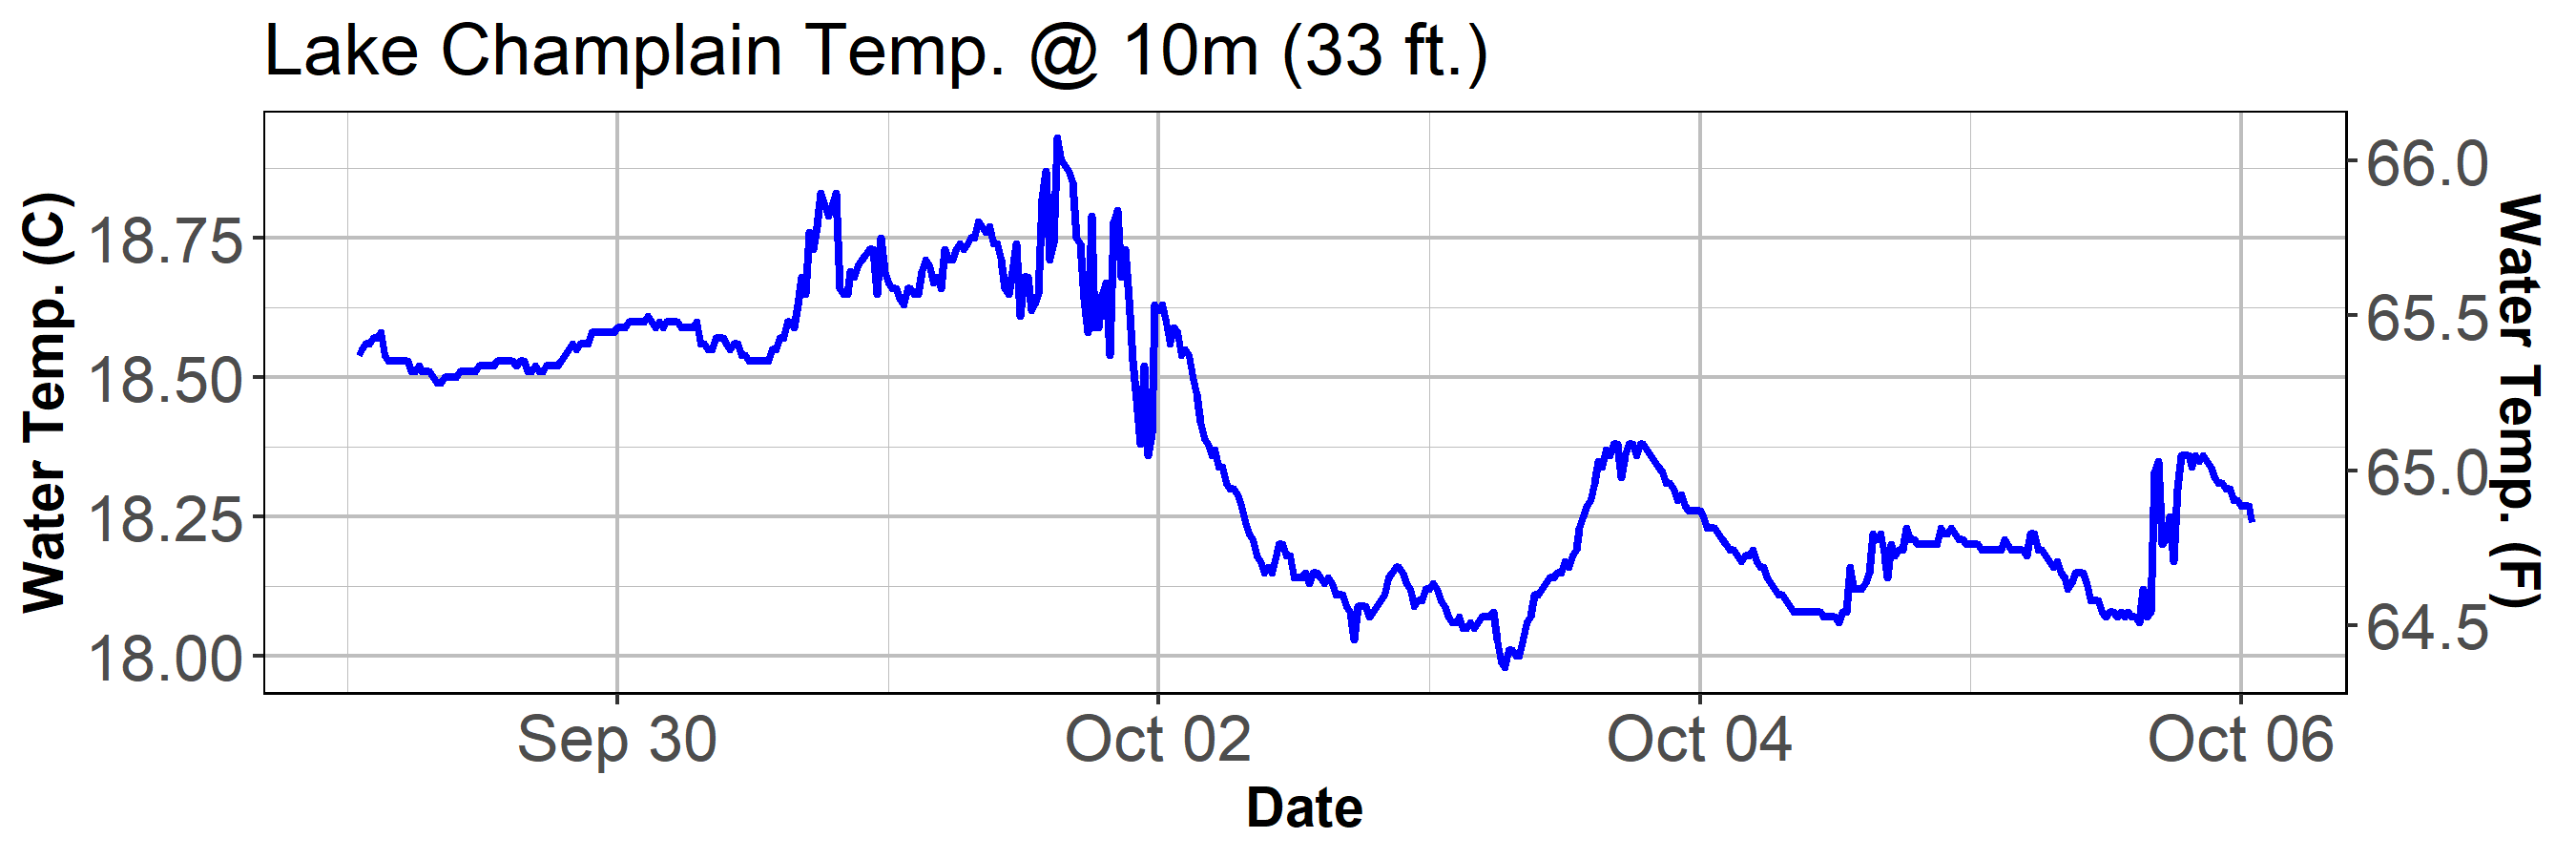 Lake Champlain Temp. @ 10m (33 ft.)
Water Temp. (C)
18.75
18.50
18.25
18.00
66.0
65.5
65.0
64.5
Water Temp. (F)
Sep 30
Oct 02
Oct 04
Oct 06
Date